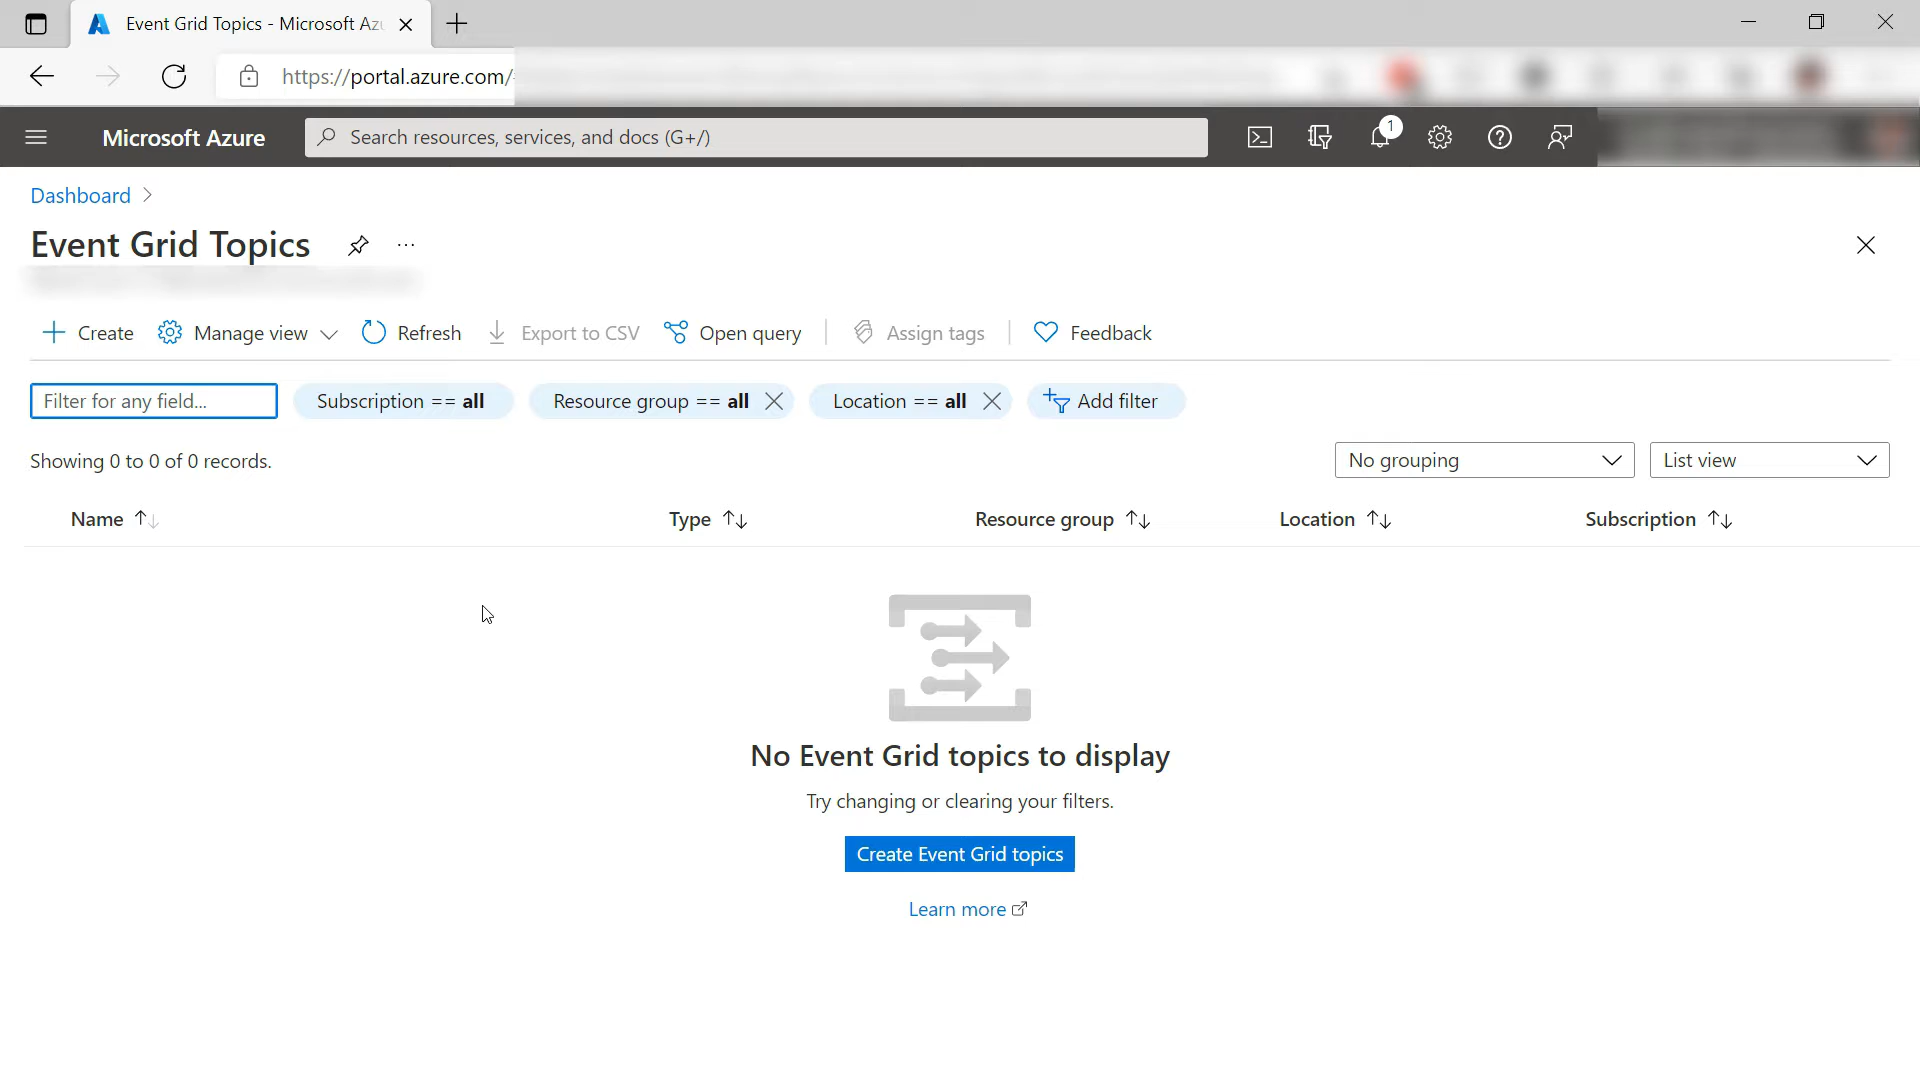 Event Grid Topics - Microsoft Az
https://portal.azure.com/
Microsoft Azure
Search resources, services, and docs (G+/)
1
Dashboard
Event Grid Topics
...
Create
Manage view
Refresh
Export to CSV
Open query
Assign tags
Feedback
Filter for any field...
Subscription == all
Resource group == all
Location == all
Add filter
Showing 0 to 0 of 0 records.
No grouping
List view
Name
Type
Resource group
Location
Subscription
No Event Grid topics to display
Try changing or clearing your filters.
Create Event Grid topics
Learn more